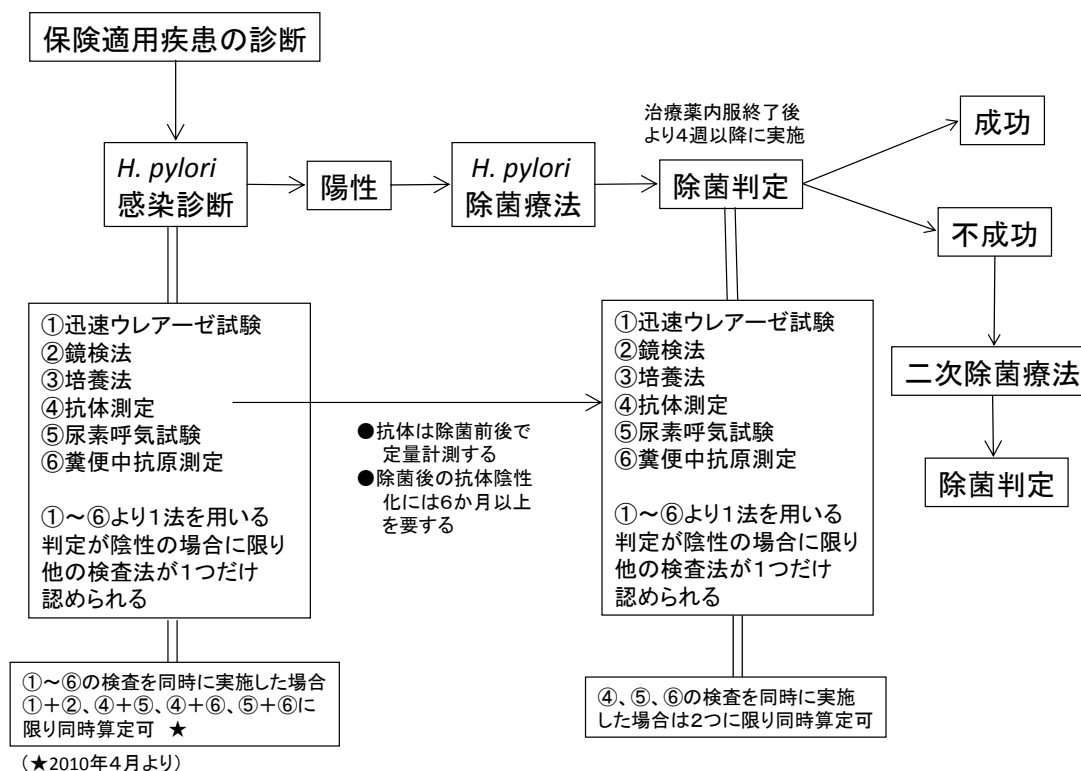 保険適用疾患の診断
H. pylori
感染診断
陽性
H. pylori
除菌療法
治療薬内服終了後
より4週以降に実施
除菌判定
成功
不成功
二次除菌療法
除菌判定
①迅速ウレアーゼ試験
②鏡検法
③培養法
④抗体測定
⑤尿素呼気試験
⑥糞便中抗原測定
①～⑥より1法を用いる
判定が陰性の場合に限り
他の検査法が1つだけ
認められる
●抗体は除菌前後で
定量計測する
●除菌後の抗体陰性
化には6か月以上
を要する
①迅速ウレアーゼ試験
②鏡検法
③培養法
④抗体測定
⑤尿素呼気試験
⑥糞便中抗原測定
①～⑥より1法を用いる
判定が陰性の場合に限り
他の検査法が1つだけ
認められる
①～⑥の検査を同時に実施した場合
①＋②、④＋⑤、④＋⑥、⑤＋⑥に
限り同時算定可 ★
（★2010年4月より）
④、⑤、⑥の検査を同時に実施
した場合は2つに限り同時算定可